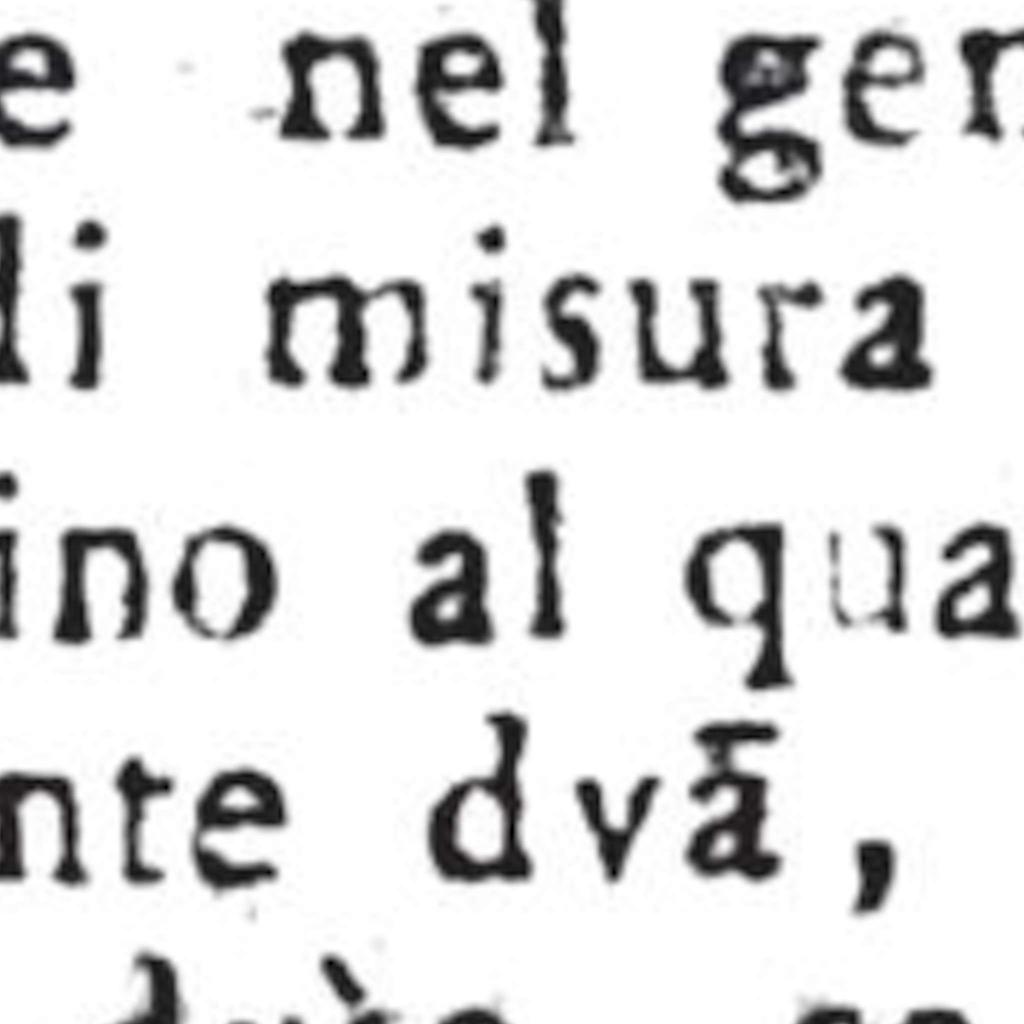 e nel gen
di misura
ino al qua
nte dvā,